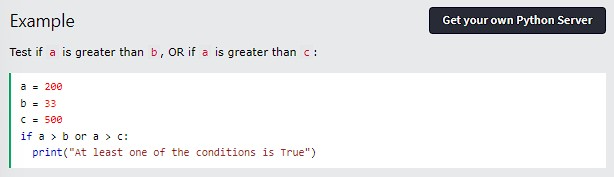 Example
Get your own Python Server
Test if a is greater than b, OR if a is greater than c:
a = 200
b = 33
c = 500
if a > b or a > c:
  print("At least one of the conditions is True")